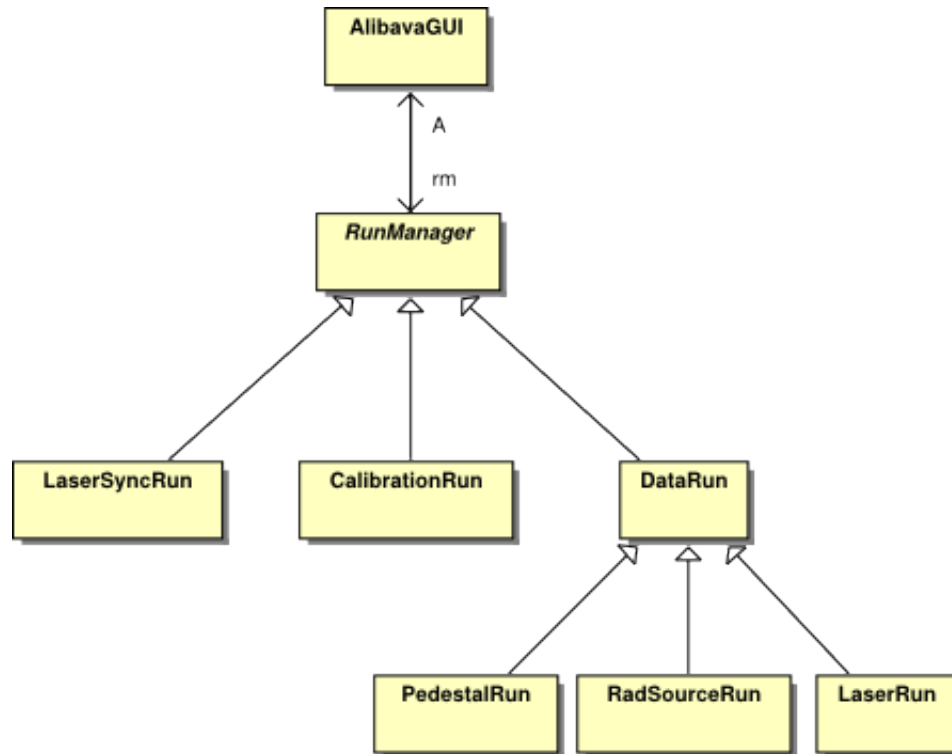 AlibavaGUI
A
rm
RunManager
LaserSyncRun
CalibrationRun
DataRun
PedestalRun
RadSourceRun
LaserRun